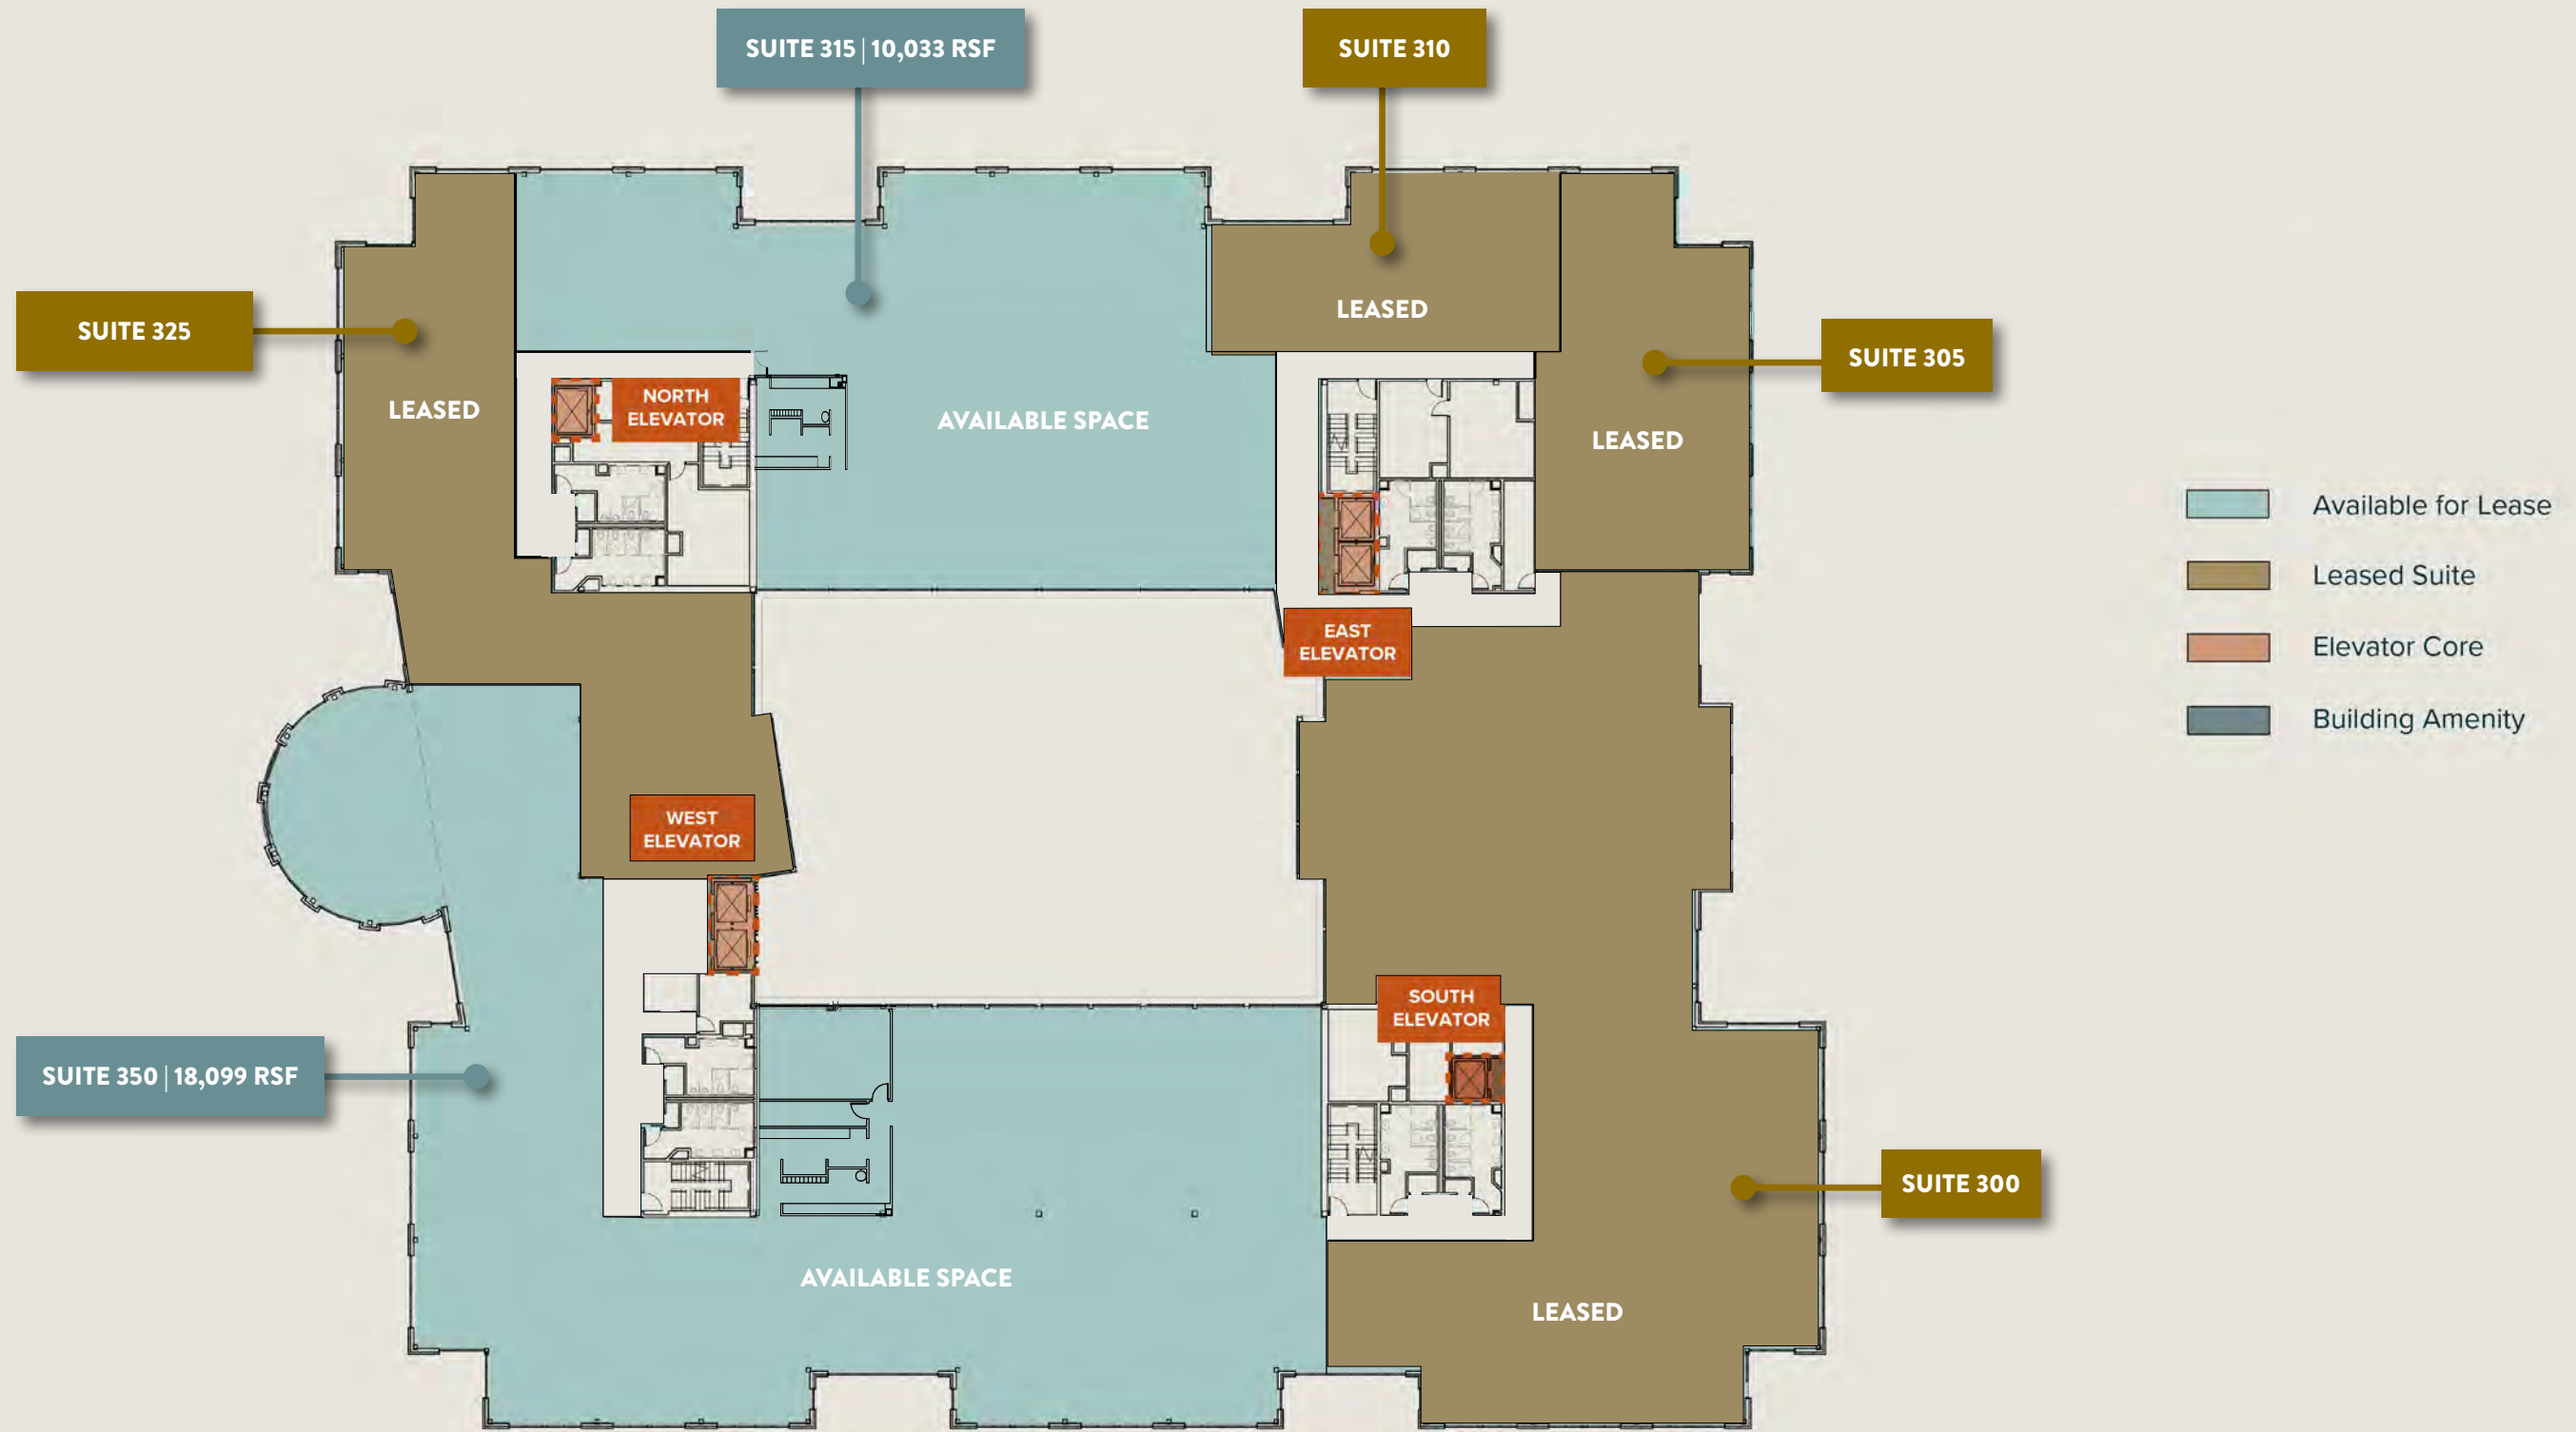 SUITE 315 | 10,033 RSF
SUITE 310
SUITE 325
SUITE 305
LEASED
LEASED
NORTH
ELEVATOR
AVAILABLE SPACE
LEASED
Available for Lease
Leased Suite
Elevator Core
Building Amenity
EAST
ELEVATOR
WEST
ELEVATOR
SOUTH
ELEVATOR
SUITE 350 | 18,099 RSF
SUITE 300
AVAILABLE SPACE
LEASED